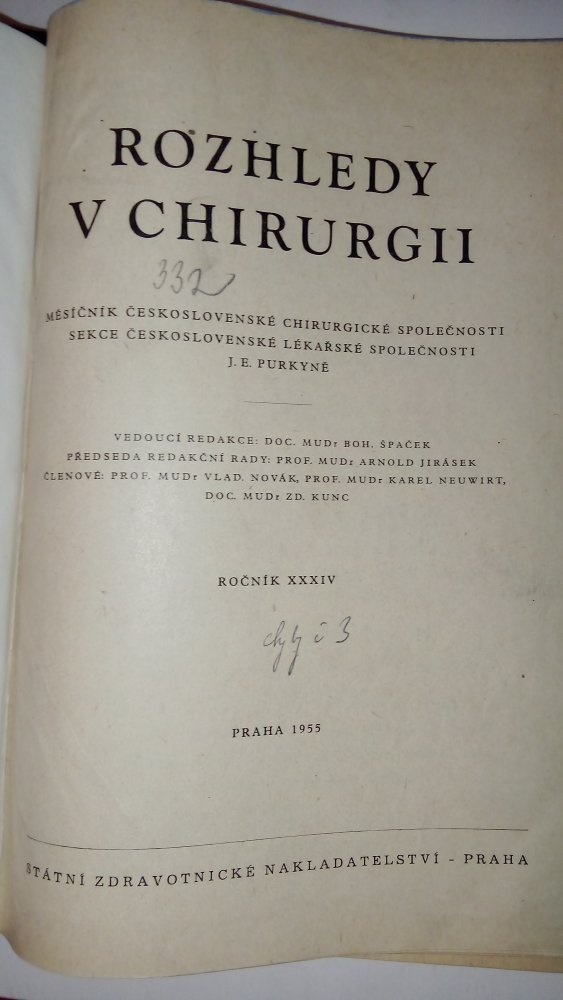 ROZHLEDY
V CHIRURGII
332
MĚSÍČNÍK ČESKOSLOVENSKÉ CHIRURGICKÉ SPOLEČNOSTI
SEKCE ČESKOSLOVENSKÉ LÉKAŘSKÉ SPOLEČNOSTI
J. E. PURKYNĚ
VEDOUCÍ REDAKCE: DOC. MUDr BOH. ŠPAČEK
PŘEDSEDA REDAKČNÍ RADY: PROF. MUDr ARNOLD JIRÁSEK
ČLENOVÉ: PROF. MUDr VLAD. NOVÁK, PROF. MUDr KAREL NEUWIRT,
DOC. MUDr ZD. KUNC
ROČNÍK XXXIV
č 3
PRAHA 1955
STÁTNÍ ZDRAVOTNICKÉ NAKLADATELSTVÍ - PRAHA